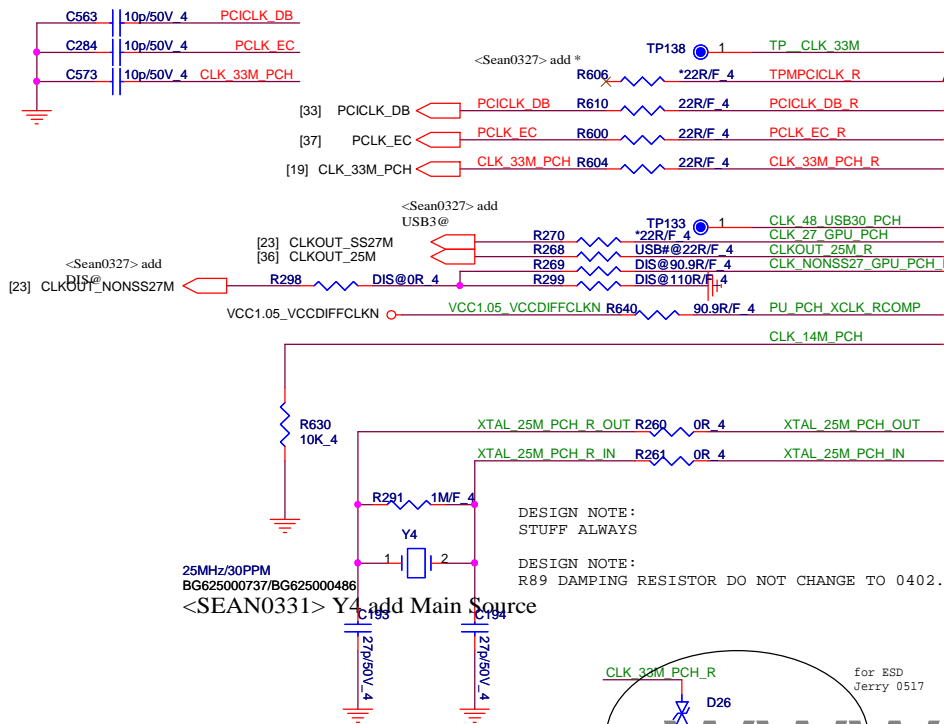 C563 10p/50V_4 PCICLK_DB
C284 10p/50V_4 PCLK_EC
C573 10p/50V_4 CLK_33M_PCH
TP138 1 TP__CLK_33M
<Sean0327> add *
R606 *22R/F_4 TPMPCICLK_R
[33] PCICLK_DB PCICLK_DB R610 22R/F_4 PCICLK_DB_R
[37] PCLK_EC PCLK_EC R600 22R/F_4 PCLK_EC_R
[19] CLK_33M_PCH CLK_33M_PCH R604 22R/F_4 CLK_33M_PCH_R
<Sean0327> add
USB3@
TP133 1 CLK_48_USB30_PCH
[23] CLKOUT_SS27M R270 *22R/F_4 CLK_27_GPU_PCH
[36] CLKOUT_25M R268 USB#@22R/F_4 CLKOUT_25M_R
<Sean0327> add
DIS@
R269 DIS@90.9R/F_4 CLK_NONSS27_GPU_PCH_
[23] CLKOUT_NONSS27M R298 DIS@0R_4 R299 DIS@110R/F_4
VCC1.05_VCCDIFFCLKN VCC1.05_VCCDIFFCLKN R640 90.9R/F_4 PU_PCH_XCLK_RCOMP
CLK_14M_PCH
R630
10K_4
XTAL_25M_PCH_R_OUT R260 0R_4 XTAL_25M_PCH_OUT
XTAL_25M_PCH_R_IN R261 0R_4 XTAL_25M_PCH_IN
R291 1M/F_4
DESIGN NOTE:
STUFF ALWAYS
Y4
1 2
DESIGN NOTE:
R89 DAMPING RESISTOR DO NOT CHANGE TO 0402.
25MHz/30PPM
BG625000737/BG625000486
<SEAN0331> Y4 add Main Source
C193 C194
27p/50V_4 27p/50V_4
CLK_33M_PCH_R
for ESD
Jerry 0517
D26